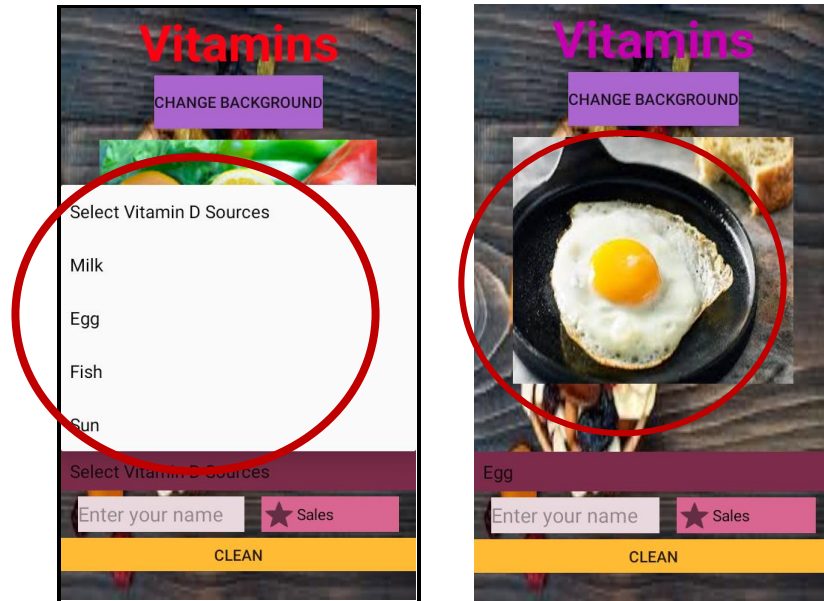 Vitamins
CHANGE BACKGROUND
Select Vitamin D Sources
Milk
Egg
Fish
Sun
Select Vitamin D Sources
Enter your name
Sales
CLEAN
Vitamins
CHANGE BACKGROUND
Egg
Enter your name
Sales
CLEAN